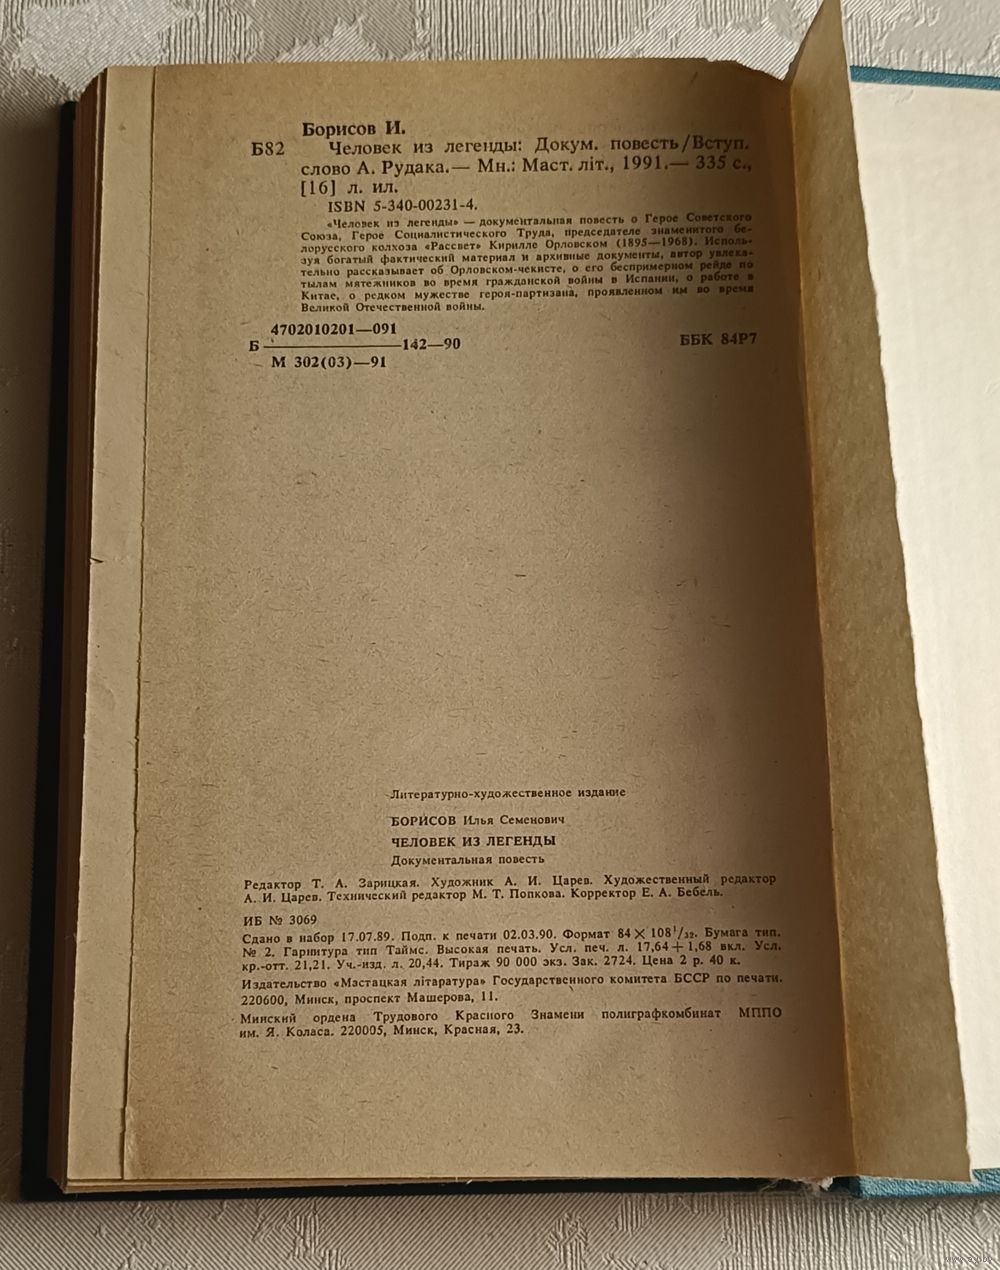 Борисов И.
Б82 Человек из легенды: Докум. повесть/Вступ.
слово А. Рудака.— Мн.: Маст. літ., 1991.— 335 с.,
[16] л. ил.
ISBN 5-340-00231-4.
«Человек из легенды» — документальная повесть о Герое Советского
Союза, Герое Социалистического Труда, председателе знаменитого бе-
лорусского колхоза «Рассвет» Кирилле Орловском (1895—1968). Исполь-
зуя богатый фактический материал и архивные документы, автор увлека-
тельно рассказывает об Орловском-чекисте, о его беспримерном рейде по
тылам мятежников во время гражданской войны в Испании, о работе в
Китае, о редком мужестве героя-партизана, проявленном им во время
Великой Отечественной войны.
4702010201—091
Б ———— 142—90 ББК 84Р7
М 302(03)—91
Литературно-художественное издание
БОРИСОВ Илья Семенович
ЧЕЛОВЕК ИЗ ЛЕГЕНДЫ
Документальная повесть
Редактор Т. А. Зарицкая. Художник А. И. Царев. Художественный редактор
А. И. Царев. Технический редактор М. Т. Попкова. Корректор Е. А. Бебель.
ИБ № 3069
Сдано в набор 17.07.89. Подп. к печати 02.03.90. Формат 84×108¹/₃₂. Бумага тип.
№ 2. Гарнитура тип Таймс. Высокая печать. Усл. печ. л. 17,64+1,68 вкл. Усл.
кр.-отт. 21,21. Уч.-изд. л. 20,44. Тираж 90 000 экз. Зак. 2724. Цена 2 р. 40 к.
Издательство «Мастацкая літаратура» Государственного комитета БССР по печати.
220600, Минск, проспект Машерова, 11.
Минский ордена Трудового Красного Знамени полиграфкомбинат МППО
им. Я. Коласа. 220005, Минск, Красная, 23.